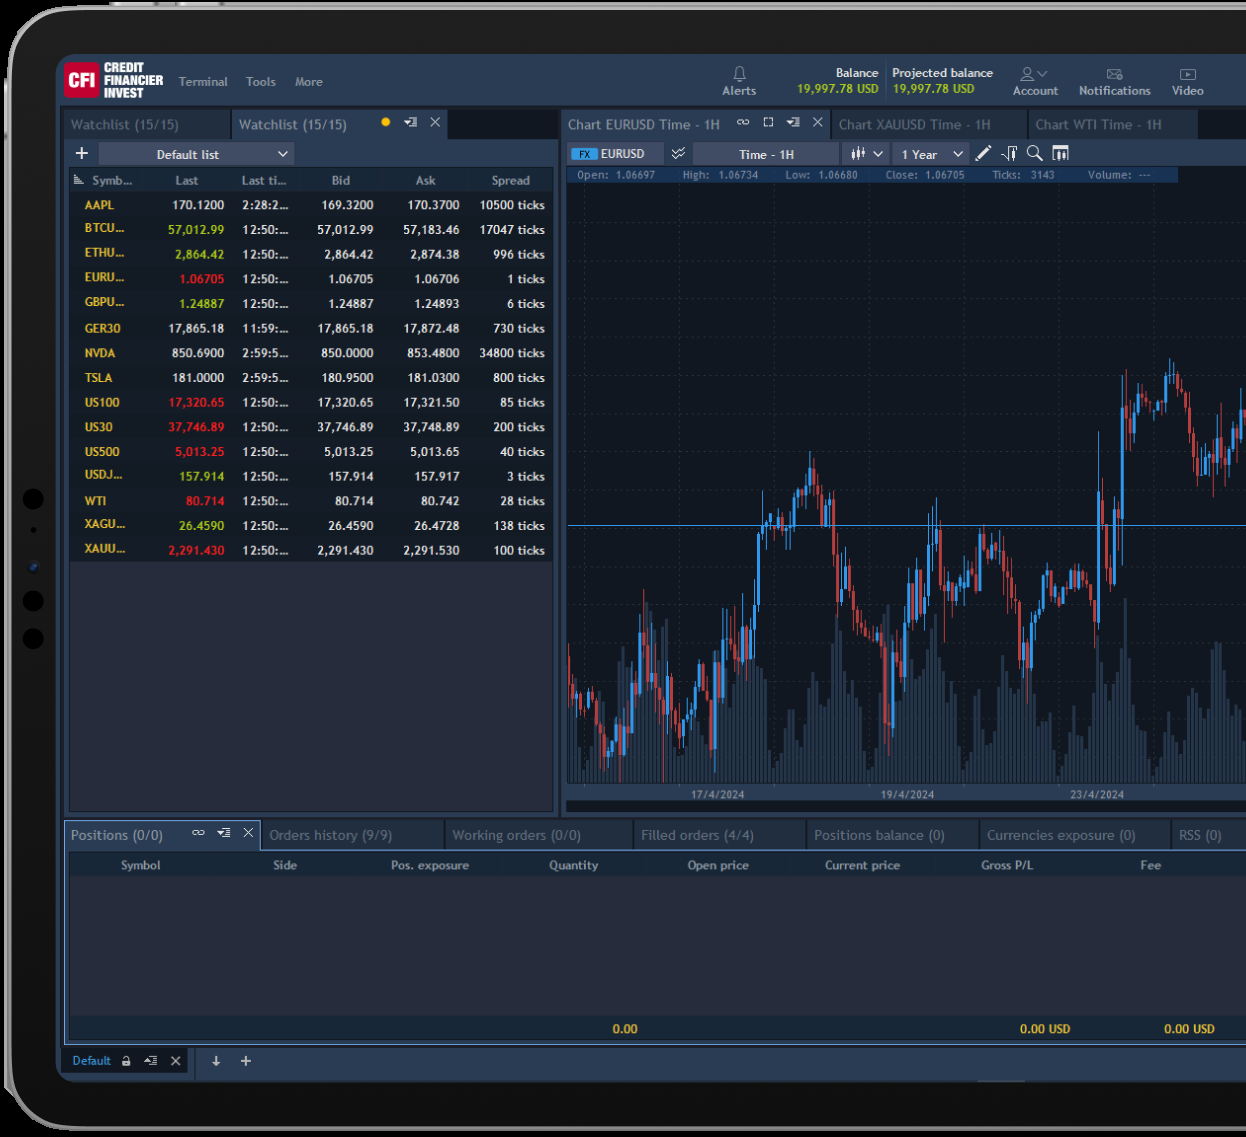 CFI CREDIT FINANCIER INVEST
Terminal Tools More
Alerts
Balance 19,997.78 USD
Projected balance 19,997.78 USD
Account Notifications Video
Watchlist (15/15) Watchlist (15/15)
Default list
Symb... Last Last ti... Bid Ask Spread
AAPL 170.1200 2:28:2... 169.3200 170.3700 10500 ticks
BTCU... 57,012.99 12:50:... 57,012.99 57,183.46 17047 ticks
ETHU... 2,864.42 12:50:... 2,864.42 2,874.38 996 ticks
EURU... 1.06705 12:50:... 1.06705 1.06706 1 ticks
GBPU... 1.24887 12:50:... 1.24887 1.24893 6 ticks
GER30 17,865.18 11:59:... 17,865.18 17,872.48 730 ticks
NVDA 850.6900 2:59:5... 850.0000 853.4800 34800 ticks
TSLA 181.0000 2:59:5... 180.9500 181.0300 800 ticks
US100 17,320.65 12:50:... 17,320.65 17,321.50 85 ticks
US30 37,746.89 12:50:... 37,746.89 37,748.89 200 ticks
US500 5,013.25 12:50:... 5,013.25 5,013.65 40 ticks
USDJ... 157.914 12:50:... 157.914 157.917 3 ticks
WTI 80.714 12:50:... 80.714 80.742 28 ticks
XAGU... 26.4590 12:50:... 26.4590 26.4728 138 ticks
XAUU... 2,291.430 12:50:... 2,291.430 2,291.530 100 ticks
Chart EURUSD Time - 1H Chart XAUUSD Time - 1H Chart WTI Time - 1H
FX EURUSD Time - 1H 1 Year
Open: 1.06697 High: 1.06734 Low: 1.06680 Close: 1.06705 Ticks: 3143 Volume: ---
17/4/2024 19/4/2024 23/4/2024
Positions (0/0) Orders history (9/9) Working orders (0/0) Filled orders (4/4) Positions balance (0) Currencies exposure (0) RSS (0)
Symbol Side Pos. exposure Quantity Open price Current price Gross P/L Fee
0.00 0.00 USD 0.00 USD
Default